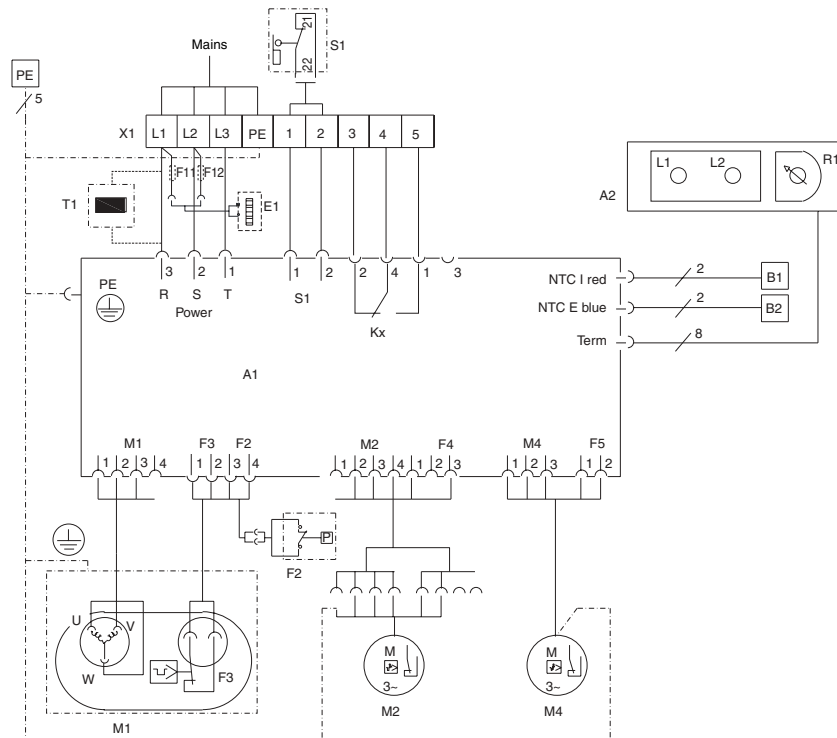 21
22
S1
Mains
PE
5
X1 L1 L2 L3 PE 1 2 3 4 5
F11 F12
T1
E1
L1 L2
R1
A2
3 2 1 1 2 2 4 1 3
PE
R S T S1
Power
Kx
NTC I red 2 B1
NTC E blue 2 B2
Term 8
A1
M1 F3 F2 M2 F4 M4 F5
1 2 3 4 1 2 3 4 1 2 3 4 1 2 3 1 2 3 1 2
P
F2
U V
W
F3
M1
M
3~
M2
M
3~
M4